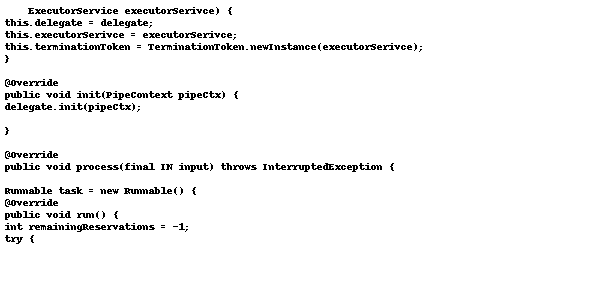 ExecutorService executorSerivce) {
this.delegate = delegate;
this.executorSerivce = executorSerivce;
this.terminationToken = TerminationToken.newInstance(executorSerivce);
}
@Override
public void init(PipeContext pipeCtx) {
delegate.init(pipeCtx);
}
@Override
public void process(final IN input) throws InterruptedException {
Runnable task = new Runnable() {
@Override
public void run() {
int remainingReservations = -1;
try {